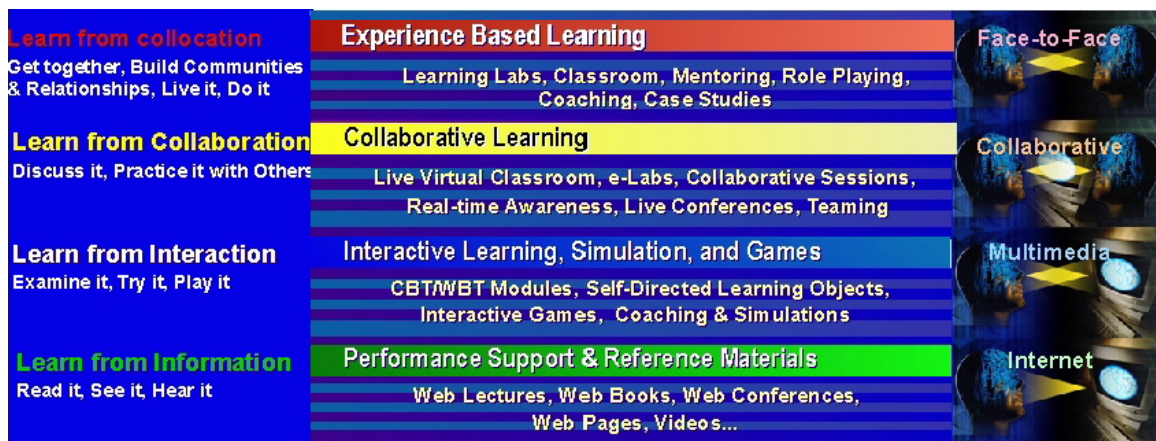 Learn from collocation
Get together, Build Communities
& Relationships, Live it, Do it
Experience Based Learning
Learning Labs, Classroom, Mentoring, Role Playing,
Coaching, Case Studies
Face-to-Face
Learn from Collaboration
Discuss it, Practice it with Others
Collaborative Learning
Live Virtual Classroom, e-Labs, Collaborative Sessions,
Real-time Awareness, Live Conferences, Teaming
Collaborative
Learn from Interaction
Examine it, Try it, Play it
Interactive Learning, Simulation, and Games
CBT/WBT Modules, Self-Directed Learning Objects,
Interactive Games, Coaching & Simulations
Multimedia
Learn from Information
Read it, See it, Hear it
Performance Support & Reference Materials
Web Lectures, Web Books, Web Conferences,
Web Pages, Videos...
Internet